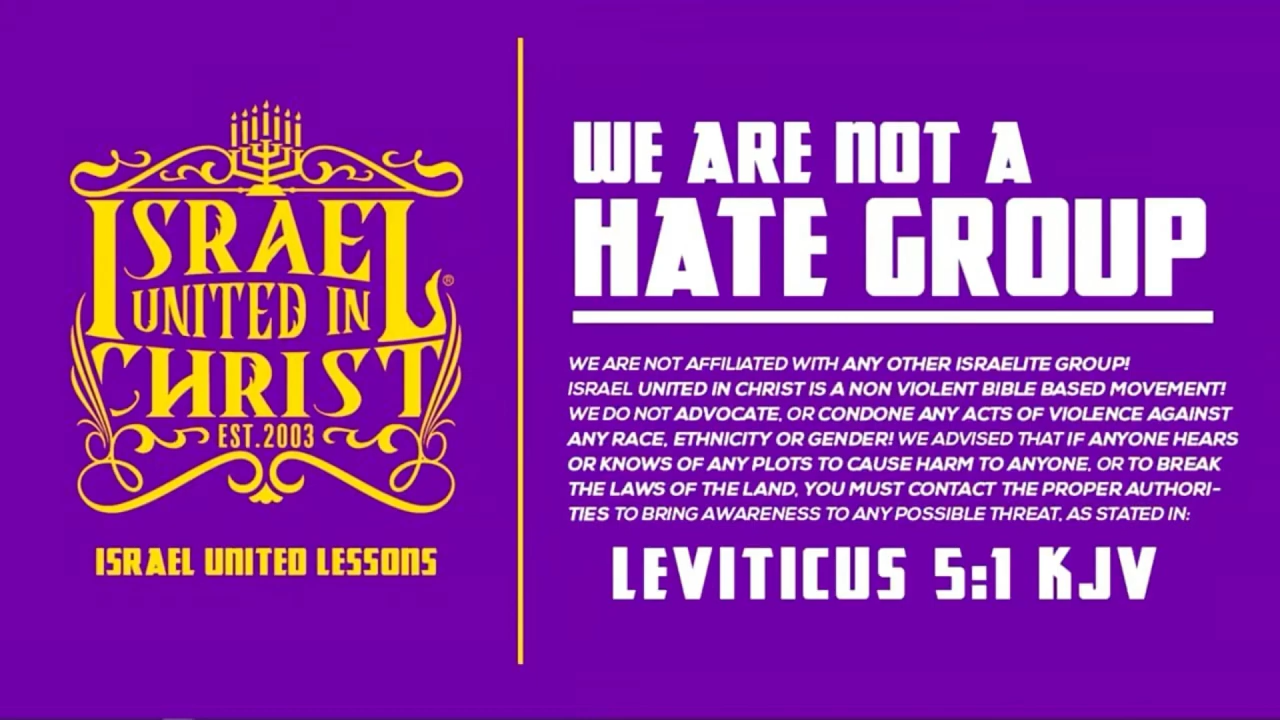 ISRAEL
UNITED IN
CHRIST
EST.2003
®
ISRAEL UNITED LESSONS
WE ARE NOT A
HATE GROUP
WE ARE NOT AFFILIATED WITH ANY OTHER ISRAELITE GROUP!
ISRAEL UNITED IN CHRIST IS A NON VIOLENT BIBLE BASED MOVEMENT!
WE DO NOT ADVOCATE, OR CONDONE ANY ACTS OF VIOLENCE AGAINST
ANY RACE, ETHNICITY OR GENDER! WE ADVISED THAT IF ANYONE HEARS
OR KNOWS OF ANY PLOTS TO CAUSE HARM TO ANYONE, OR TO BREAK
THE LAWS OF THE LAND, YOU MUST CONTACT THE PROPER AUTHORI-
TIES TO BRING AWARENESS TO ANY POSSIBLE THREAT, AS STATED IN:
LEVITICUS 5:1 KJV